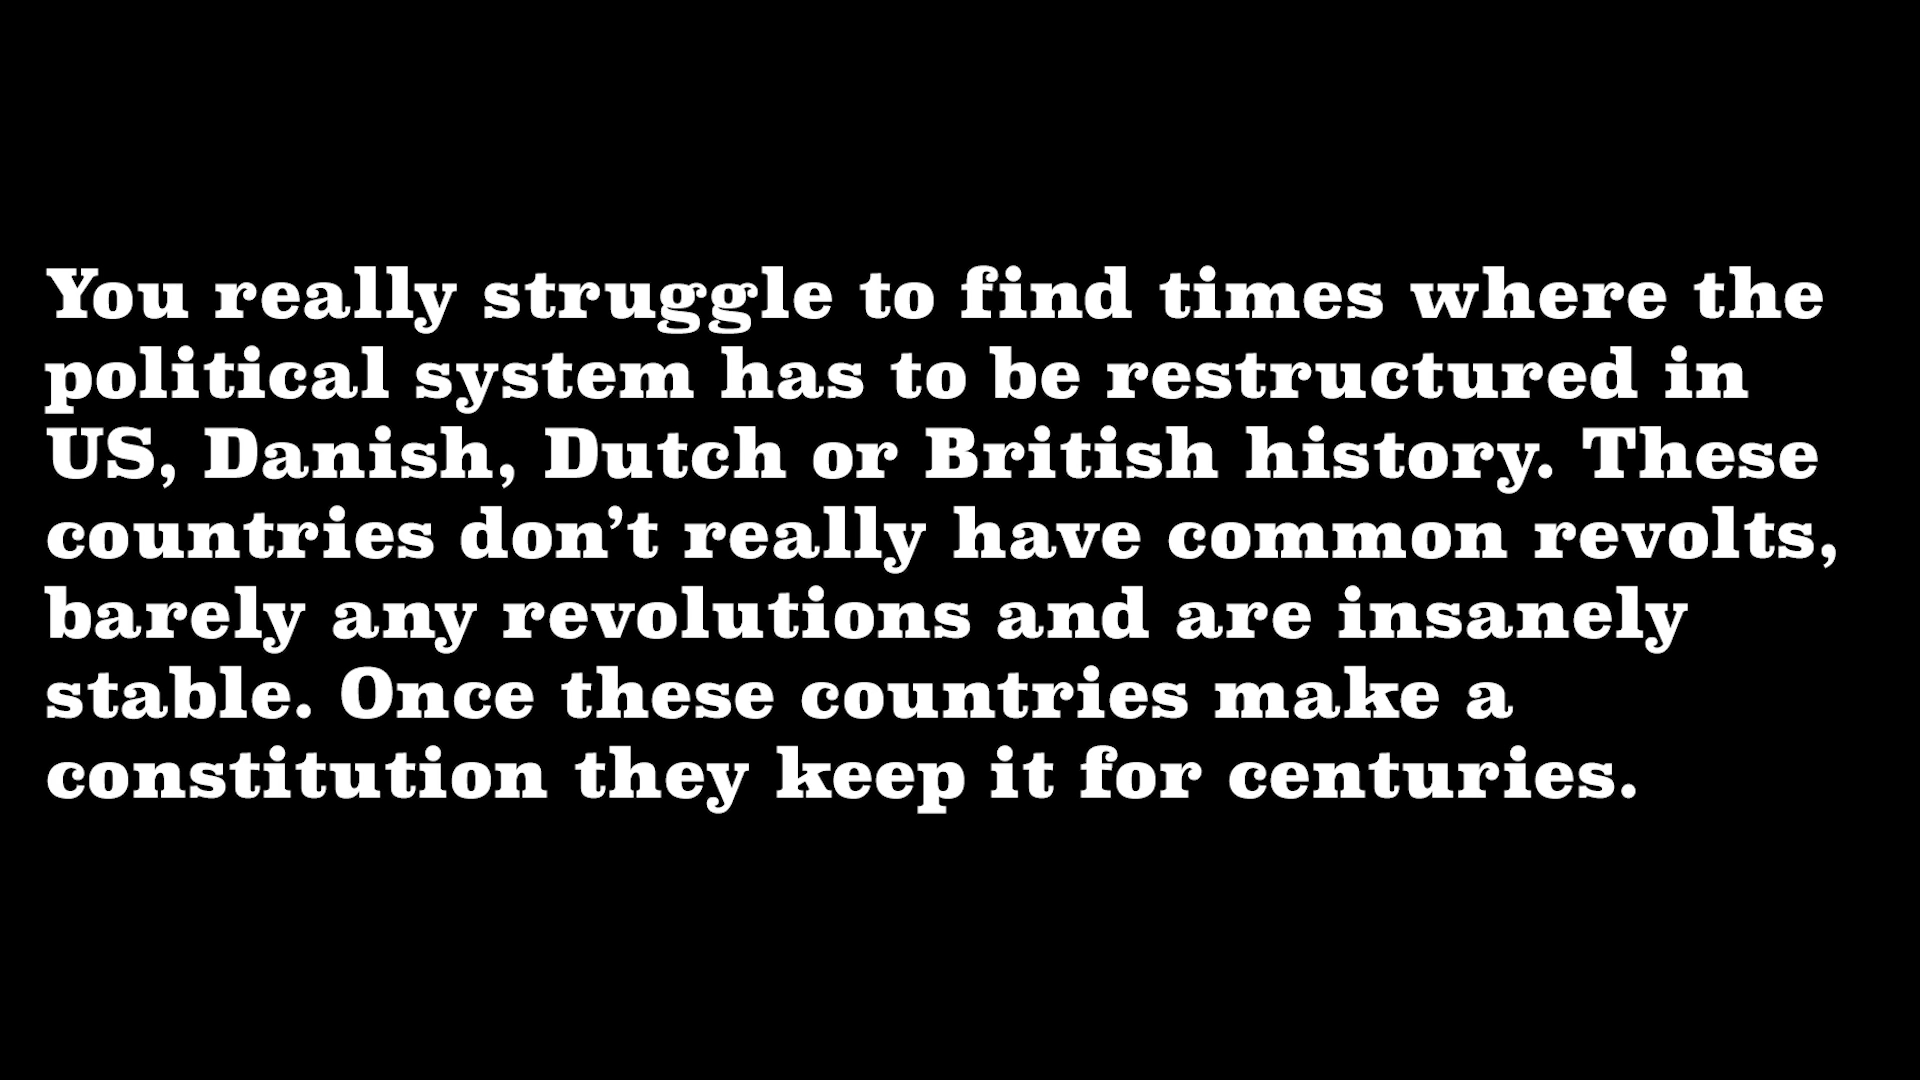 You really struggle to find times where the
political system has to be restructured in
US, Danish, Dutch or British history. These
countries don’t really have common revolts,
barely any revolutions and are insanely
stable. Once these countries make a
constitution they keep it for centuries.